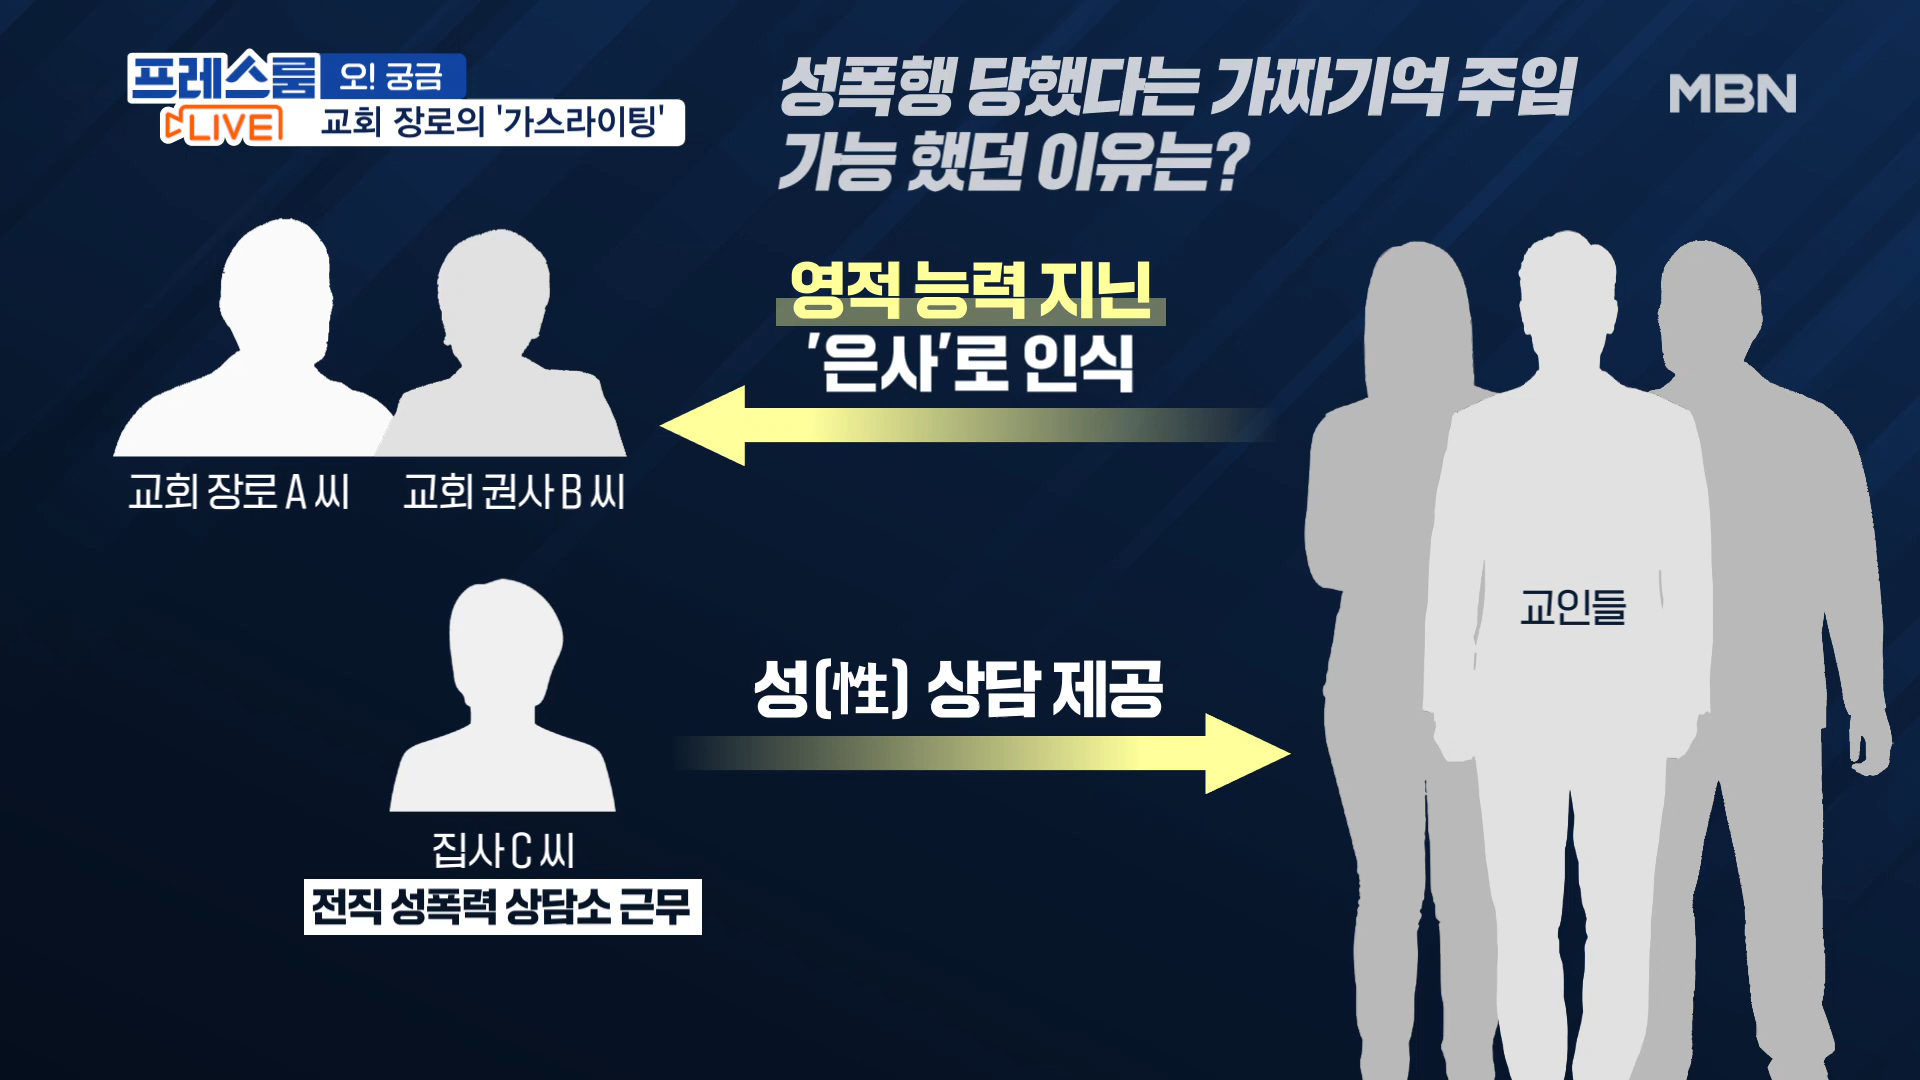 프레스룸
LIVE
오! 궁금
교회 장로의 '가스라이팅'
성폭행 당했다는 가짜기억 주입
가능 했던 이유는?
MBN
영적 능력 지닌
'은사'로 인식
교회 장로 A 씨
교회 권사 B 씨
교인들
성(性) 상담 제공
집사 C 씨
전직 성폭력 상담소 근무